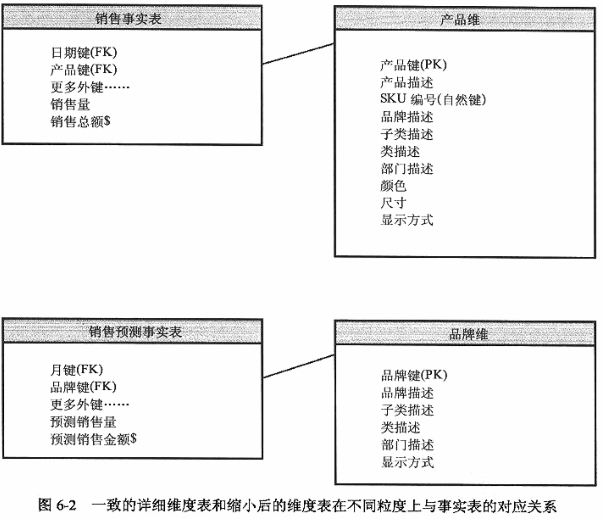 销售事实表
日期键(FK)
产品键(FK)
更多外键……
销售量
销售总额$
产品维
产品键(PK)
产品描述
SKU 编号(自然键)
品牌描述
子类描述
类描述
部门描述
颜色
尺寸
显示方式
销售预测事实表
月键(FK)
品牌键(FK)
更多外键……
预测销售量
预测销售金额$
品牌维
品牌键(PK)
品牌描述
子类描述
类描述
部门描述
显示方式
图 6-2 一致的详细维度表和缩小后的维度表在不同粒度上与事实表的对应关系